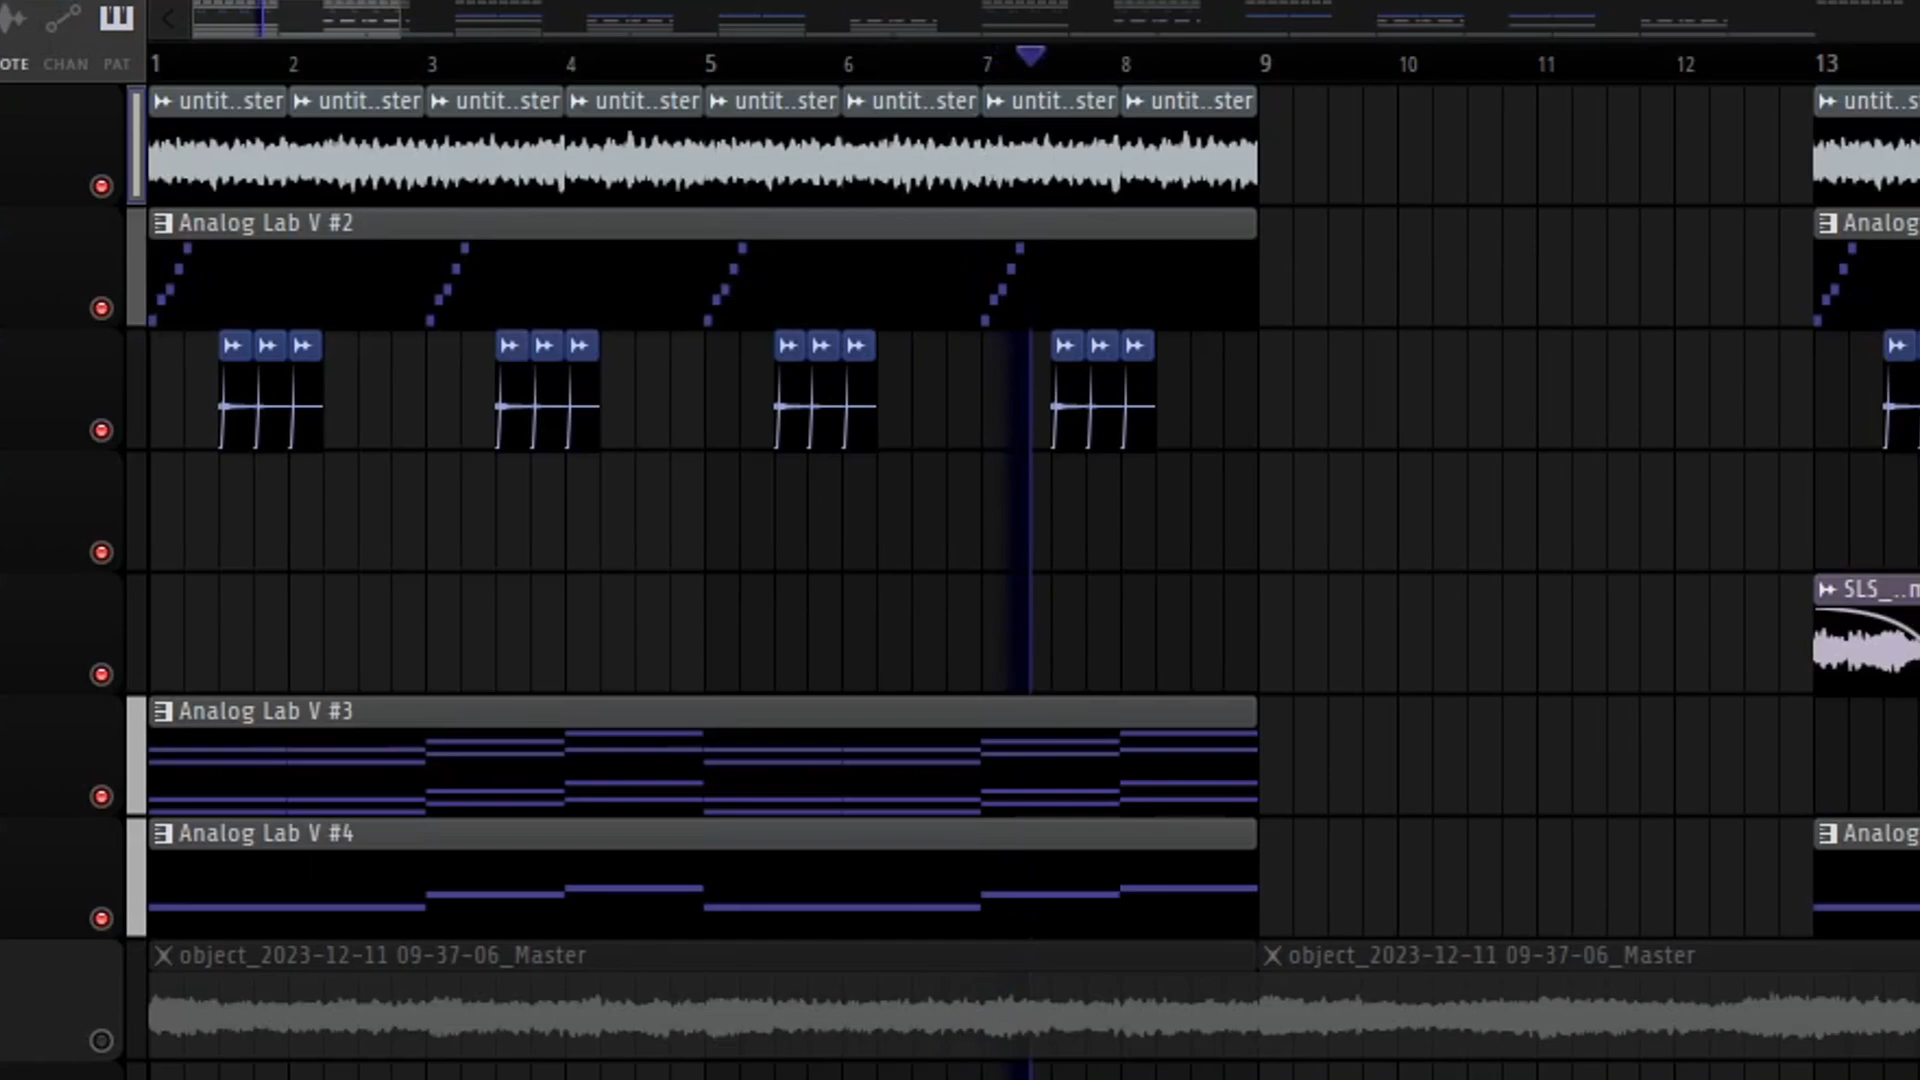 OTE CHAN PAT
1 2 3 4 5 6 7 8 9 10 11 12 13
untit..ster untit..ster untit..ster untit..ster untit..ster untit..ster untit..ster untit..ster untit..s
Analog Lab V #2 Analog
SLS_..m
Analog Lab V #3
Analog Lab V #4 Analog
object_2023-12-11 09-37-06_Master object_2023-12-11 09-37-06_Master